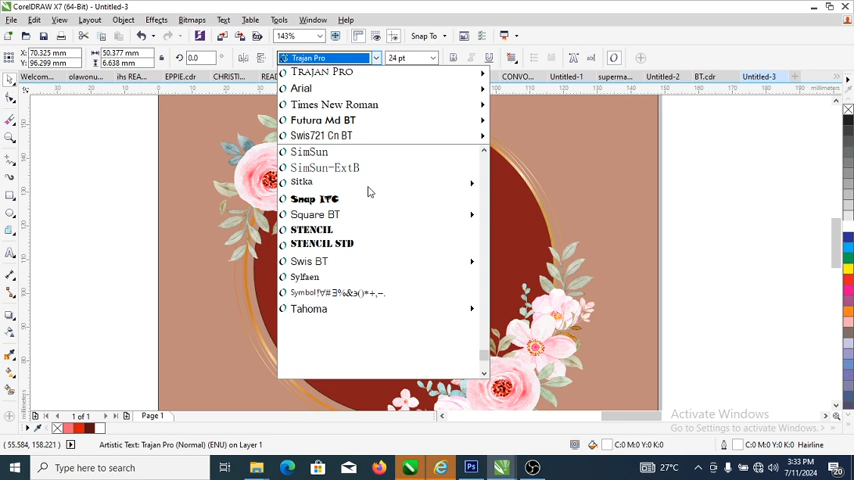 CorelDRAW X7 (64-Bit) - Untitled-3
File Edit View Layout Object Effects Bitmaps Text Table Tools Window Help
143% Snap To
X: 70.325 mm 50.377 mm 0.0 Trajan Pro 24 pt
Y: 96.299 mm 6.638 mm
Welcome... olawonu... ihs REA... EPPIE.cdr CHRISTI... CONVO... Untitled-1 superma... Untitled-2 BT.cdr Untitled-3
millimeters
TRAJAN PRO
Arial
Times New Roman
Futura Md BT
Swis721 Cn BT
SimSun
SimSun-ExtB
Sitka
Snap ITC
Square BT
STENCIL
STENCIL STD
Swis BT
Sylfaen
Symbol
Tahoma
1 of 1 Page 1
Activate Windows
Go to Settings to activate Windows.
(55.584, 158.221) Artistic Text: Trajan Pro (Normal) (ENU) on Layer 1 C:0 M:0 Y:0 K:0 C:0 M:0 Y:0 K:0 Hairline
Type here to search 27°C 3:33 PM
7/11/2024 20